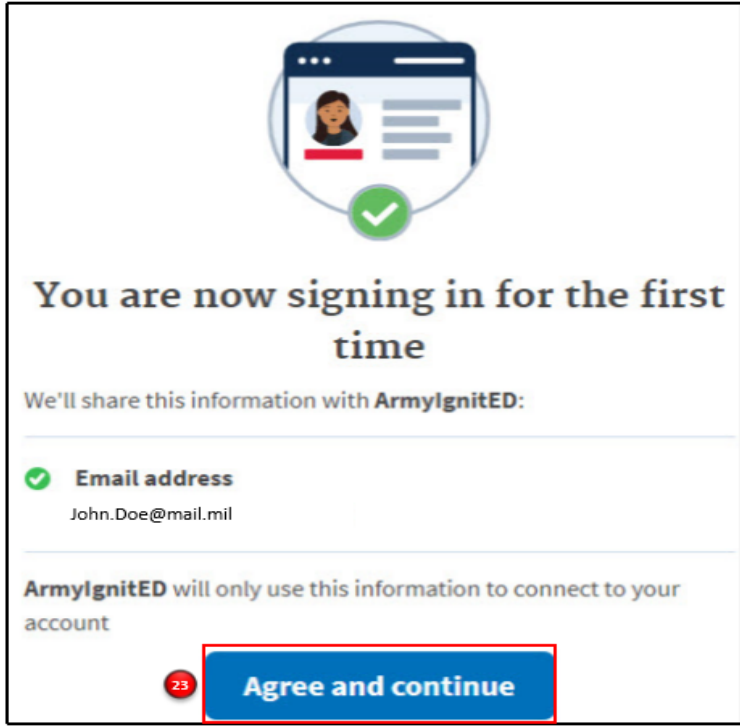 You are now signing in for the first
time
We'll share this information with ArmyIgnitED:
Email address
John.Doe@mail.mil
ArmyIgnitED will only use this information to connect to your
account
23 Agree and continue